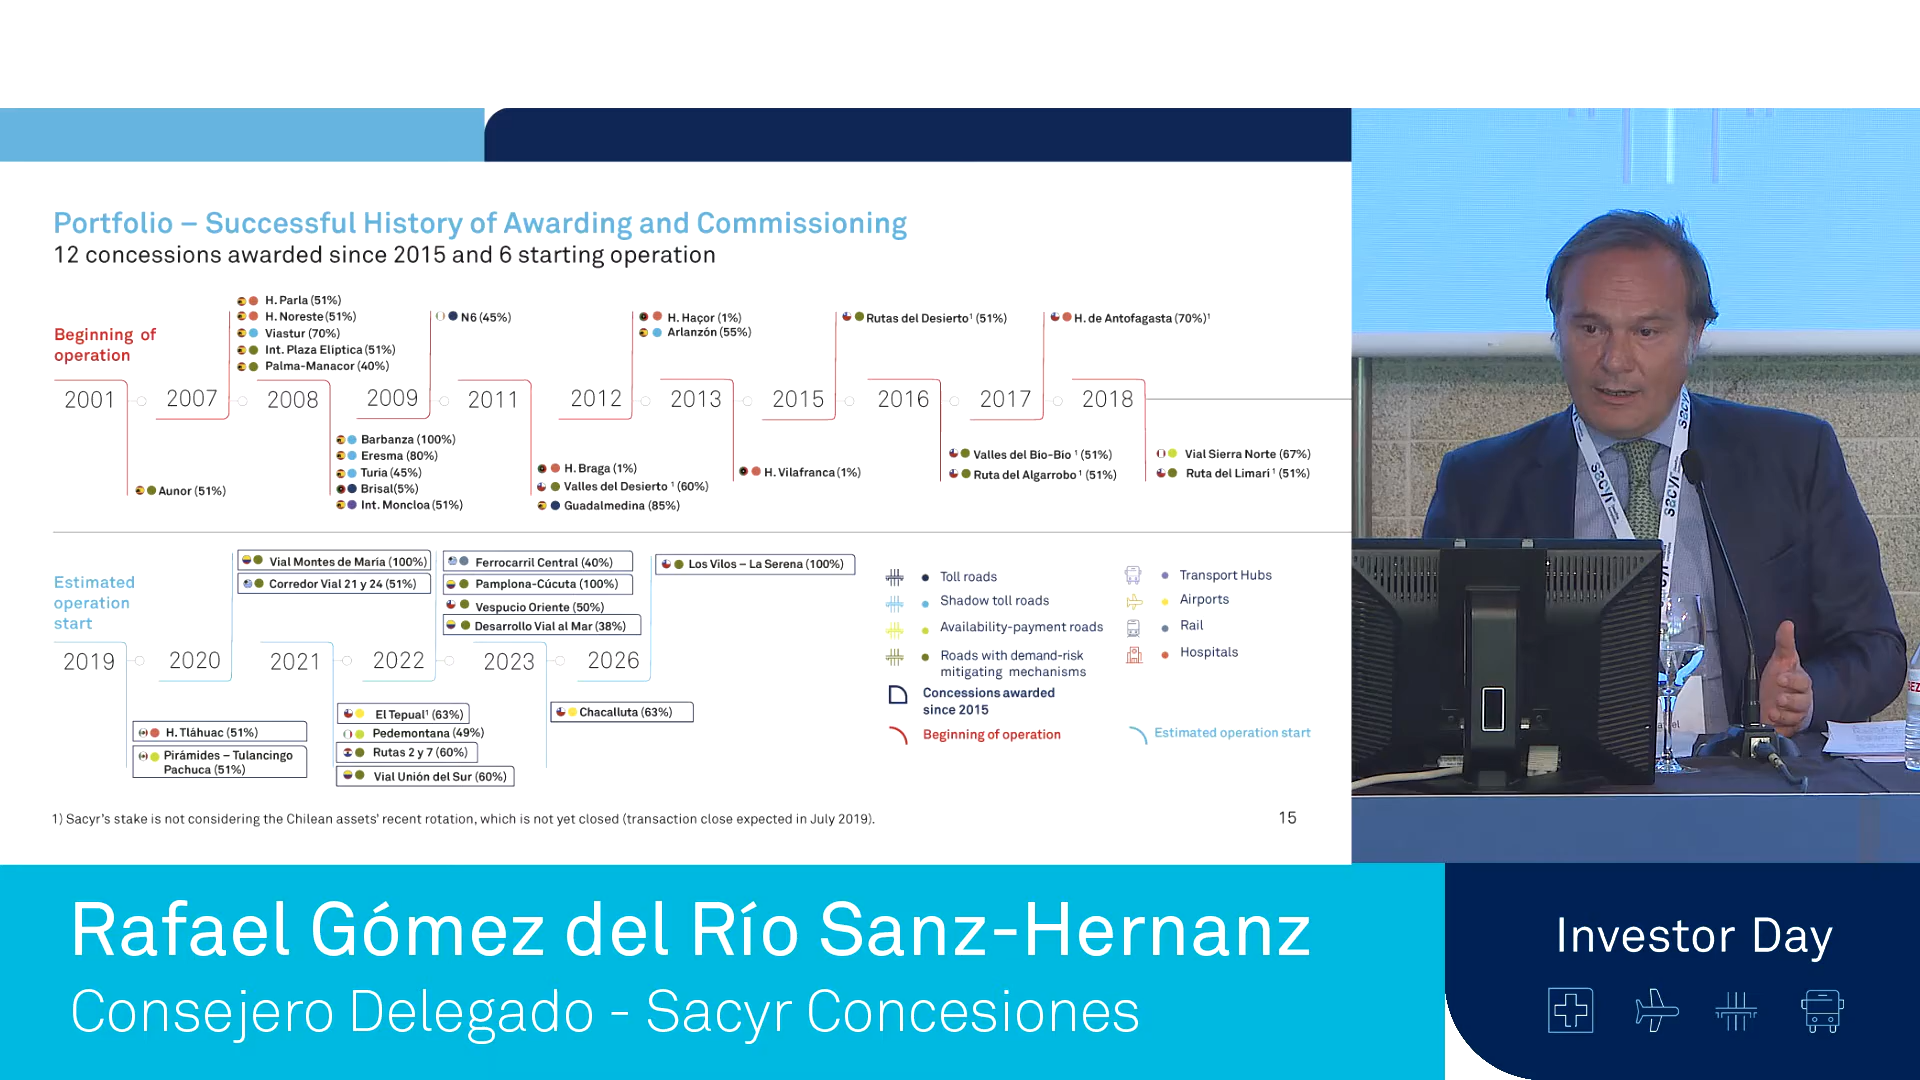 Portfolio – Successful History of Awarding and Commissioning
12 concessions awarded since 2015 and 6 starting operation
Beginning of
operation
H. Parla (51%)
H. Noreste (51%)
Viastur (70%)
Int. Plaza Eliptica (51%)
Palma-Manacor (40%)
N6 (45%)
H. Haçor (1%)
Arlanzón (55%)
Rutas del Desierto¹ (51%)
H. de Antofagasta (70%)¹
2001
2007
2008
2009
2011
2012
2013
2015
2016
2017
2018
Aunor (51%)
Barbanza (100%)
Eresma (80%)
Turia (45%)
Brisal(5%)
Int. Moncloa (51%)
H. Braga (1%)
Valles del Desierto ¹ (60%)
Guadalmedina (85%)
H. Vilafranca (1%)
Valles del Bio-Bio ¹ (51%)
Ruta del Algarrobo ¹ (51%)
Vial Sierra Norte (67%)
Ruta del Limari ¹ (51%)
Estimated
operation
start
Vial Montes de María (100%)
Corredor Vial 21 y 24 (51%)
Ferrocarril Central (40%)
Pamplona-Cúcuta (100%)
Vespucio Oriente (50%)
Desarrollo Vial al Mar (38%)
Los Vilos – La Serena (100%)
2019
2020
2021
2022
2023
2026
H. Tláhuac (51%)
Pirámides – Tulancingo
Pachuca (51%)
El Tepual¹ (63%)
Pedemontana (49%)
Rutas 2 y 7 (60%)
Vial Unión del Sur (60%)
Chacalluta (63%)
Toll roads
Shadow toll roads
Availability-payment roads
Roads with demand-risk
mitigating mechanisms
Concessions awarded
since 2015
Beginning of operation
Transport Hubs
Airports
Rail
Hospitals
Estimated operation start
1) Sacyr's stake is not considering the Chilean assets' recent rotation, which is not yet closed (transaction close expected in July 2019).
15
sacyr
sacyr
sacyr
Rafael Gómez del Río Sanz-Hernanz
Consejero Delegado - Sacyr Concesiones
Investor Day